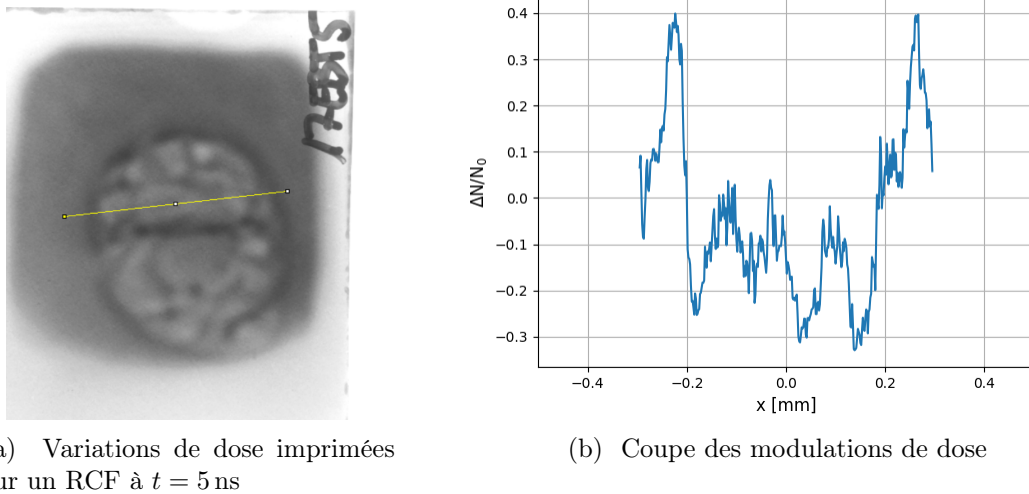 0.4
0.3
0.2
0.1
0.0
−0.1
−0.2
−0.3
ΔN/N₀
−0.4
−0.2
0.0
0.2
0.4
x [mm]
a) Variations de dose imprimées
ur un RCF à t = 5 ns
(b) Coupe des modulations de dose